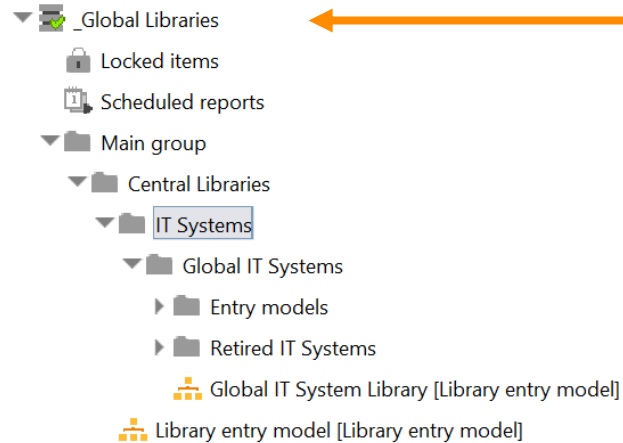 _Global Libraries
Locked items
Scheduled reports
Main group
Central Libraries
IT Systems
Global IT Systems
Entry models
Retired IT Systems
Global IT System Library [Library entry model]
Library entry model [Library entry model]